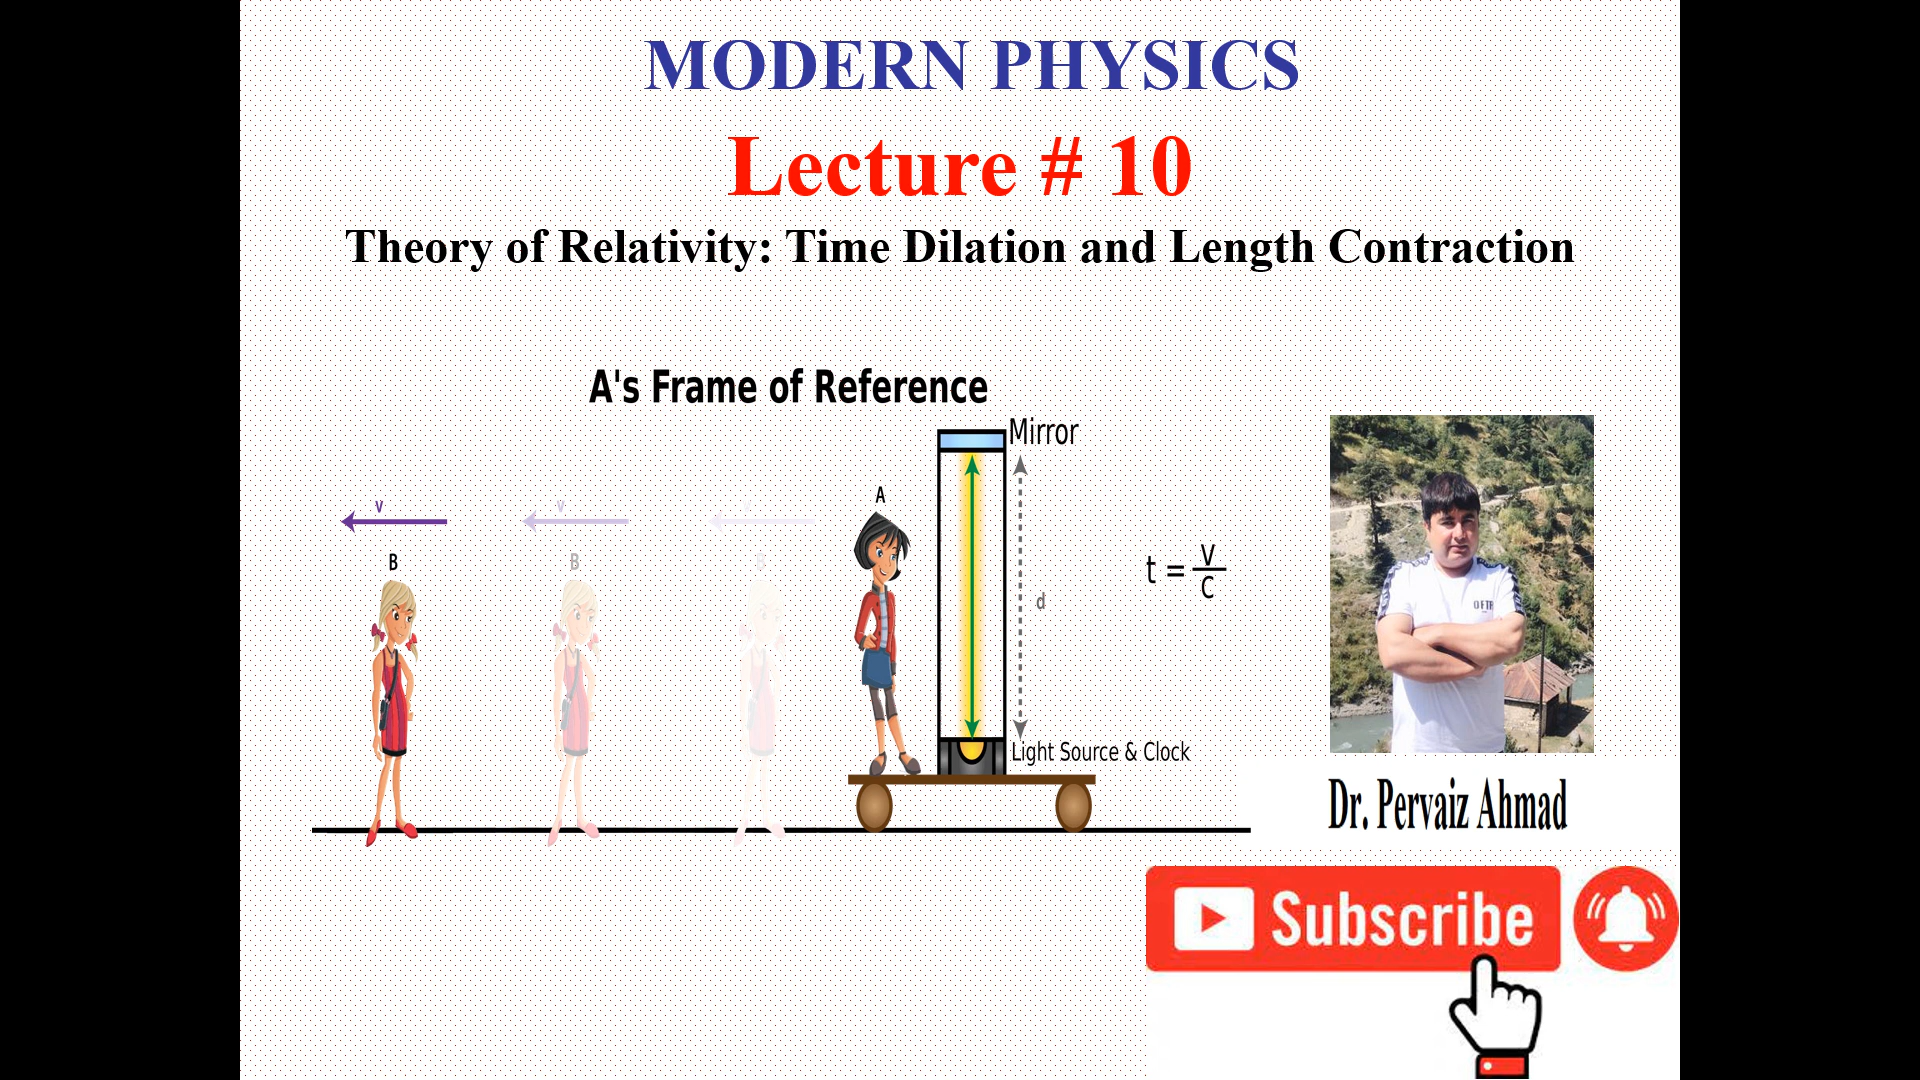 MODERN PHYSICS
Lecture # 10
Theory of Relativity: Time Dilation and Length Contraction
A's Frame of Reference
Mirror
A
v
v
B
B
B
d
t = V
C
Light Source & Clock
OFTR
Dr. Pervaiz Ahmad
Subscribe